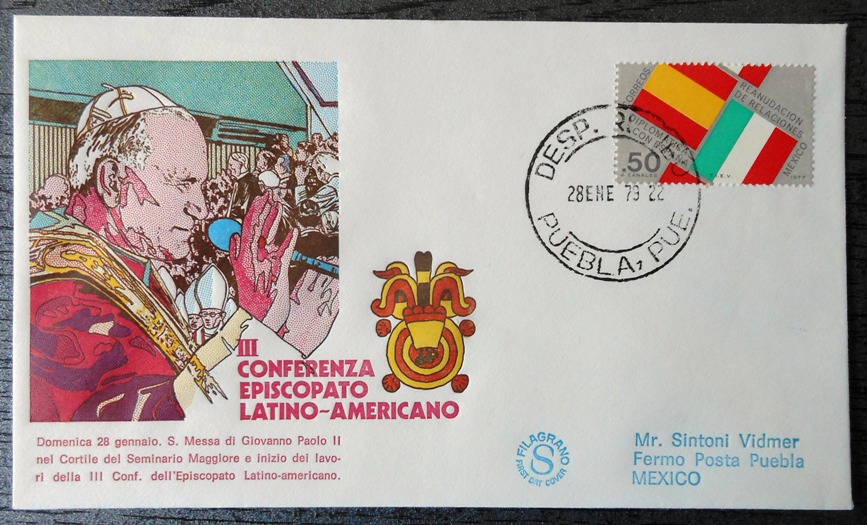 CORREOS
REANUDACION
DE RELACIONES
DIPLOMATICAS
CON
.50
MEXICO
1977
DESP. R.
28 ENE 79 22
PUEBLA, PUE.
III
CONFERENZA
EPISCOPATO
LATINO-AMERICANO
Domenica 28 gennaio. S. Messa di Giovanno Paolo II
nel Cortile del Seminario Maggiore e inizio dei lavo-
ri della III Conf. dell'Episcopato Latino-americano.
FILAGRANO
S
FIRST DAY COVER
Mr. Sintoni Vidmer
Fermo Posta Puebla
MEXICO